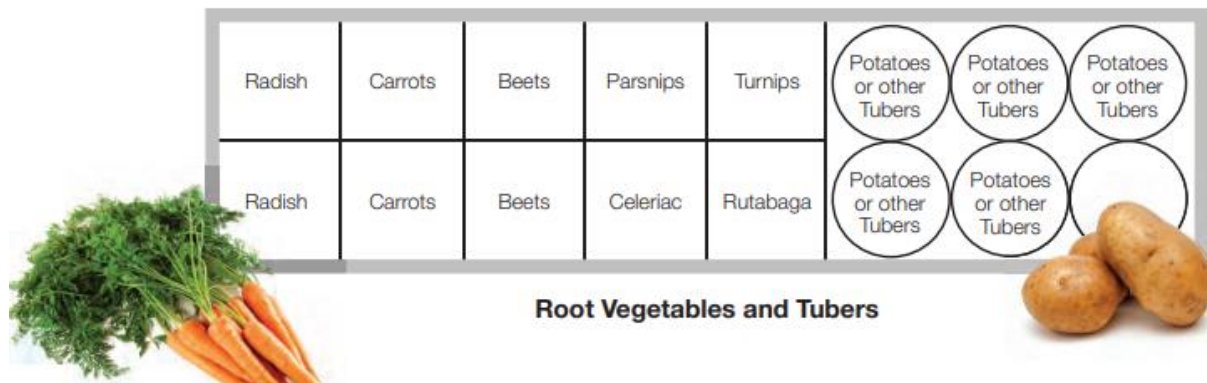 Radish Carrots Beets Parsnips Turnips
Potatoes
or other
Tubers
Potatoes
or other
Tubers
Potatoes
or other
Tubers
Radish Carrots Beets Celeriac Rutabaga
Potatoes
or other
Tubers
Potatoes
or other
Tubers
Root Vegetables and Tubers